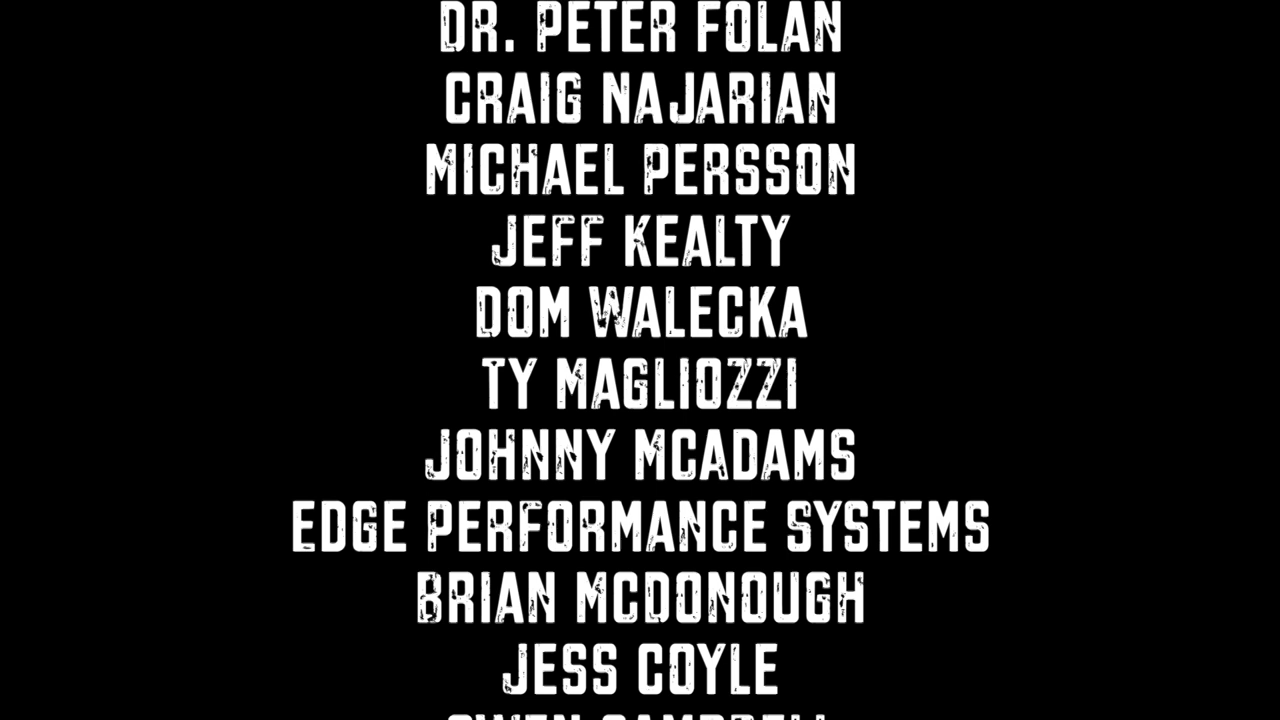 DR. PETER FOLAN
CRAIG NAJARIAN
MICHAEL PERSSON
JEFF KEALTY
DOM WALECKA
TY MAGLIOZZI
JOHNNY MCADAMS
EDGE PERFORMANCE SYSTEMS
BRIAN MCDONOUGH
JESS COYLE